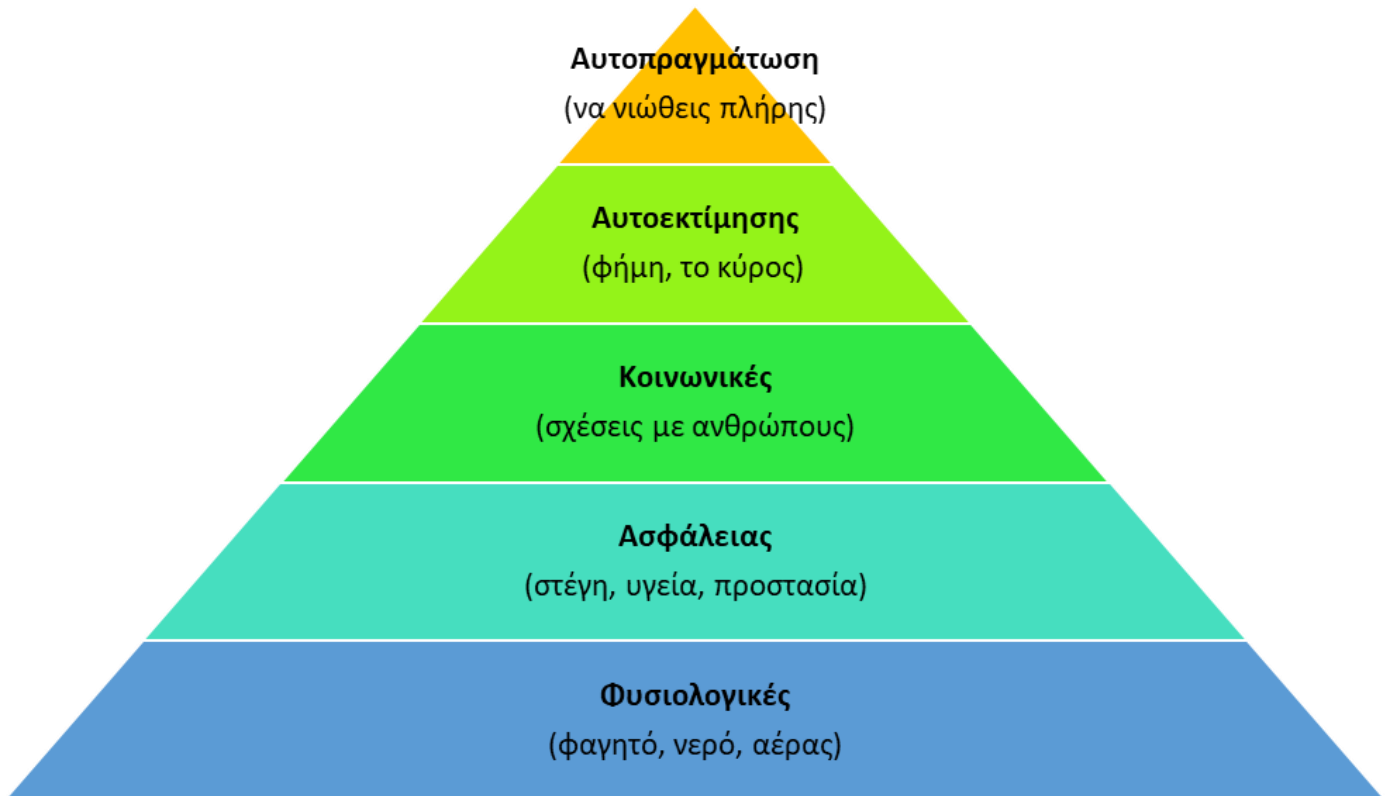 Αυτοπραγμάτωση
(να νιώθεις πλήρης)
Αυτοεκτίμησης
(φήμη, το κύρος)
Κοινωνικές
(σχέσεις με ανθρώπους)
Ασφάλειας
(στέγη, υγεία, προστασία)
Φυσιολογικές
(φαγητό, νερό, αέρας)